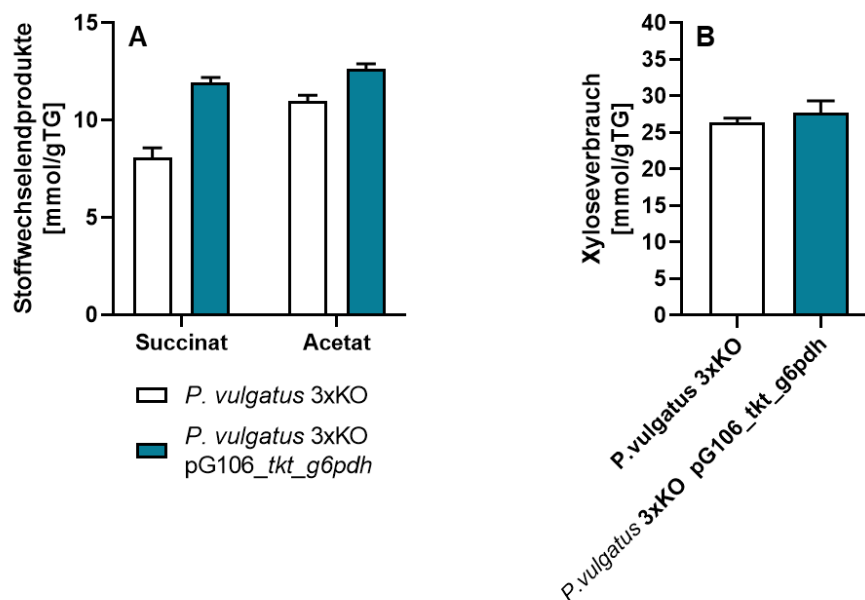 A
Stoffwechselendprodukte
[mmol/gTG]
15
10
5
0
Succinat
Acetat
P. vulgatus 3xKO
P. vulgatus 3xKO
pG106_tkt_g6pdh
B
Xyloseverbrauch
[mmol/gTG]
40
35
30
25
20
15
10
5
0
P.vulgatus 3xKO
P.vulgatus 3xKO pG106_tkt_g6pdh